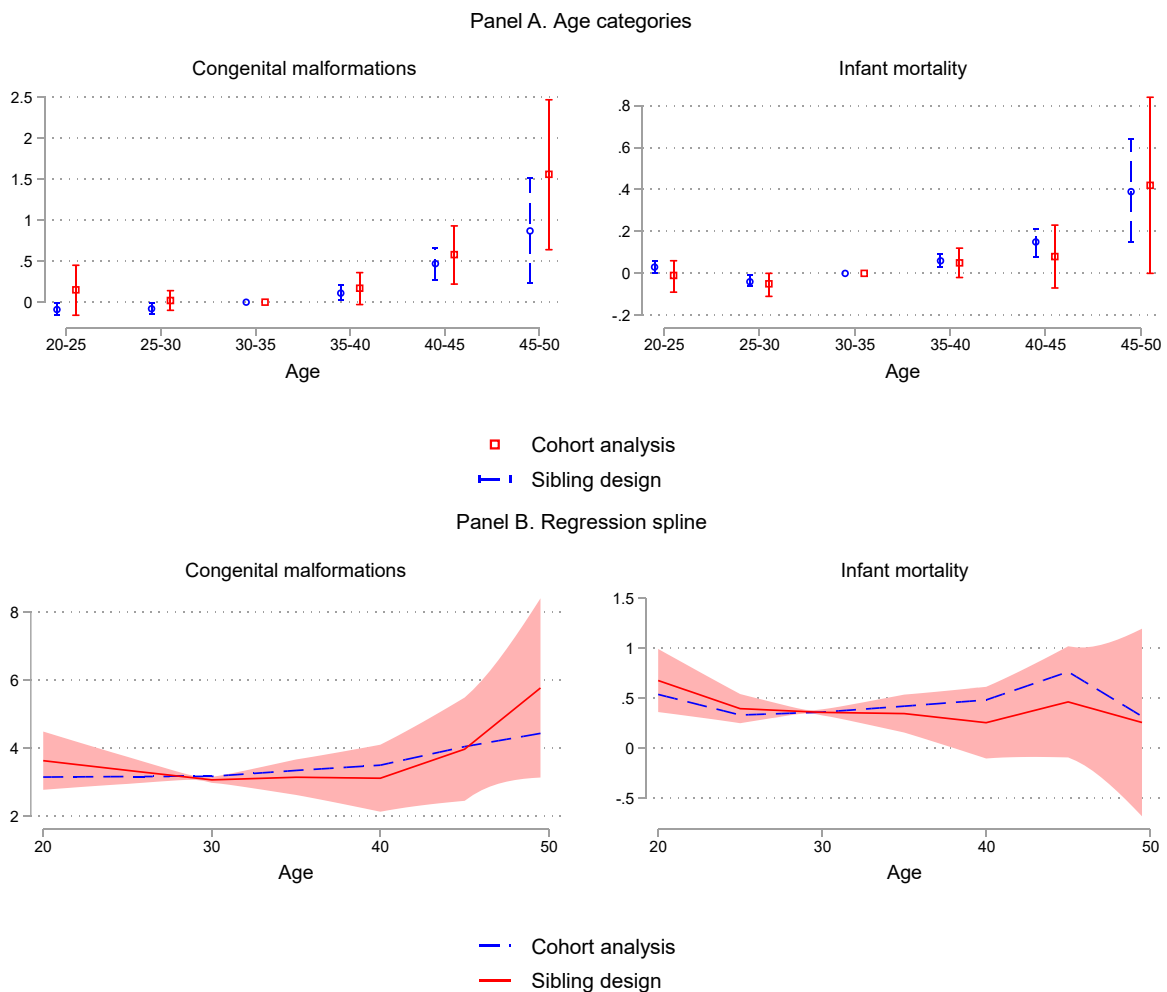 Panel A. Age categories
Congenital malformations
2.5
2
1.5
1
.5
0
20-25 25-30 30-35 35-40 40-45 45-50
Age
Infant mortality
.8
.6
.4
.2
0
-.2
20-25 25-30 30-35 35-40 40-45 45-50
Age
Cohort analysis
Sibling design
Panel B. Regression spline
Congenital malformations
8
6
4
2
20 30 40 50
Age
Infant mortality
1.5
1
.5
0
-.5
20 30 40 50
Age
Cohort analysis
Sibling design